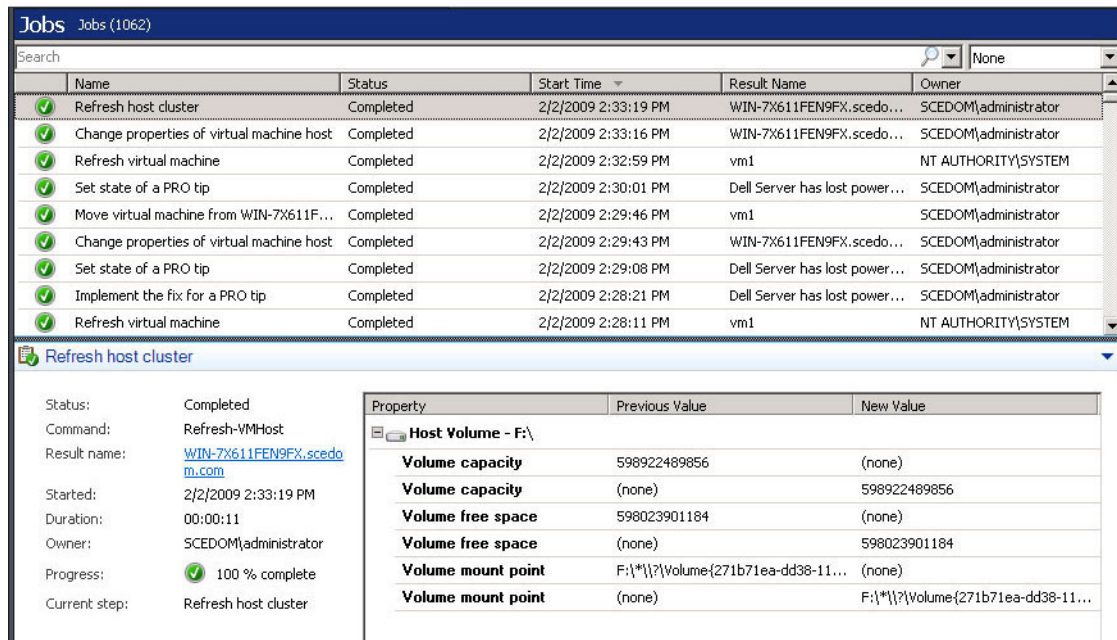 Jobs Jobs (1062)
Search None
Name Status Start Time Result Name Owner
Refresh host cluster Completed 2/2/2009 2:33:19 PM WIN-7X611FEN9FX.scedo... SCEDOM\administrator
Change properties of virtual machine host Completed 2/2/2009 2:33:16 PM WIN-7X611FEN9FX.scedo... SCEDOM\administrator
Refresh virtual machine Completed 2/2/2009 2:32:59 PM vm1 NT AUTHORITY\SYSTEM
Set state of a PRO tip Completed 2/2/2009 2:30:01 PM Dell Server has lost power... SCEDOM\administrator
Move virtual machine from WIN-7X611F... Completed 2/2/2009 2:29:46 PM vm1 SCEDOM\administrator
Change properties of virtual machine host Completed 2/2/2009 2:29:43 PM WIN-7X611FEN9FX.scedo... SCEDOM\administrator
Set state of a PRO tip Completed 2/2/2009 2:29:08 PM Dell Server has lost power... SCEDOM\administrator
Implement the fix for a PRO tip Completed 2/2/2009 2:28:21 PM Dell Server has lost power... SCEDOM\administrator
Refresh virtual machine Completed 2/2/2009 2:28:11 PM vm1 NT AUTHORITY\SYSTEM
Refresh host cluster
Status: Completed
Command: Refresh-VMHost
Result name: WIN-7X611FEN9FX.scedo
m.com
Started: 2/2/2009 2:33:19 PM
Duration: 00:00:11
Owner: SCEDOM\administrator
Progress: 100 % complete
Current step: Refresh host cluster
Property Previous Value New Value
Host Volume - F:\
Volume capacity 598922489856 (none)
Volume capacity (none) 598922489856
Volume free space 598023901184 (none)
Volume free space (none) 598023901184
Volume mount point F:\*\\?\Volume{271b71ea-dd38-11... (none)
Volume mount point (none) F:\*\\?\Volume{271b71ea-dd38-11...